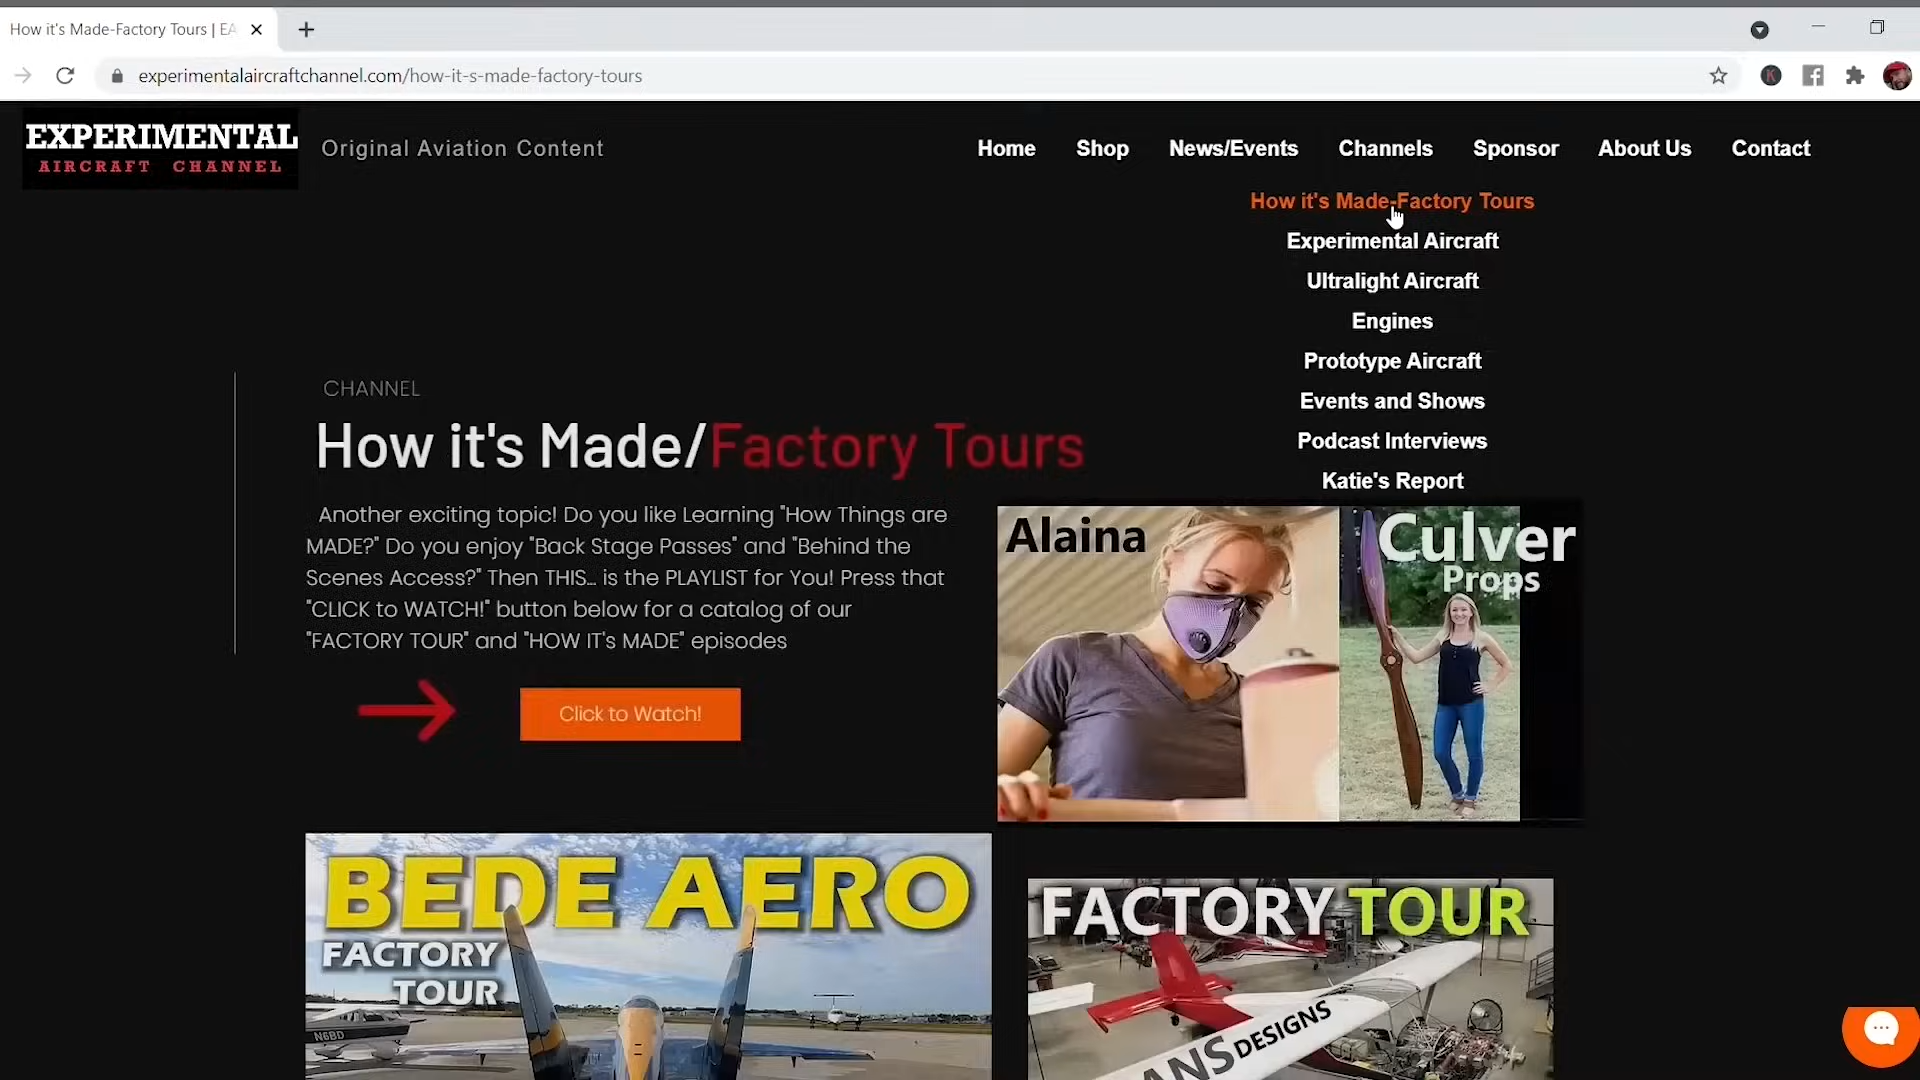 How it's Made-Factory Tours | EA
experimentalaircraftchannel.com/how-it-s-made-factory-tours
K
EXPERIMENTAL
AIRCRAFT CHANNEL
Original Aviation Content
Home
Shop
News/Events
Channels
Sponsor
About Us
Contact
How it's Made-Factory Tours
Experimental Aircraft
Ultralight Aircraft
Engines
Prototype Aircraft
Events and Shows
Podcast Interviews
Katie's Report
CHANNEL
How it's Made/Factory Tours
Another exciting topic! Do you like Learning "How Things are
MADE?" Do you enjoy "Back Stage Passes" and "Behind the
Scenes Access?" Then THIS... is the PLAYLIST for You! Press that
"CLICK to WATCH!" button below for a catalog of our
"FACTORY TOUR" and "HOW IT's MADE" episodes
Click to Watch!
Alaina
Culver
Props
BEDE AERO
FACTORY
TOUR
N6BD
FACTORY TOUR
ANS DESIGNS